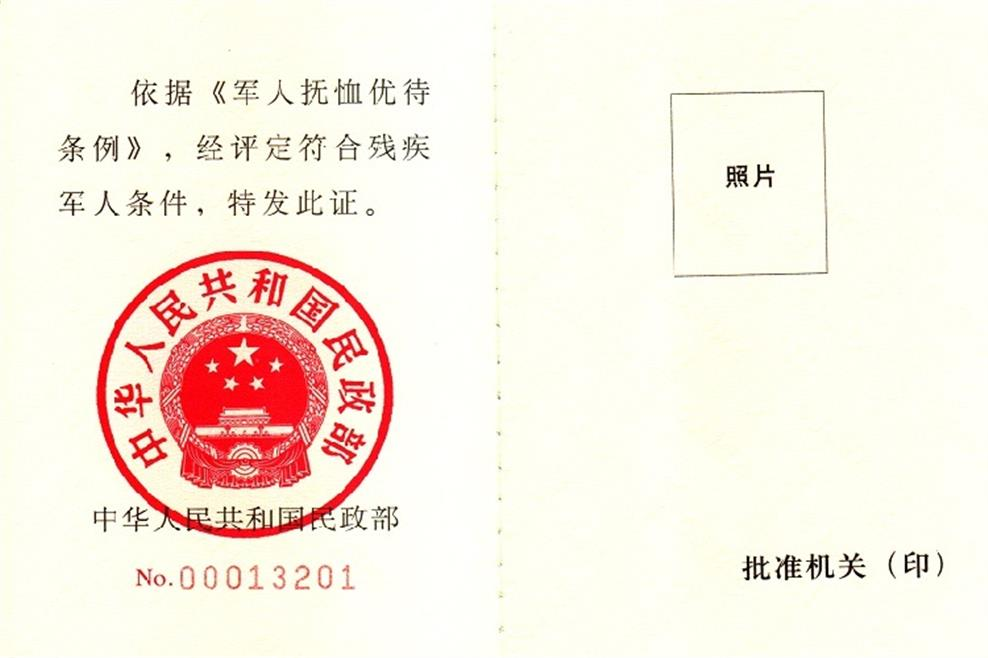 依据《军人抚恤优待
条例》，经评定符合残疾
军人条件，特发此证。
中华人民共和国民政部
中华人民共和国民政部
No.00013201
照片
批准机关（印）